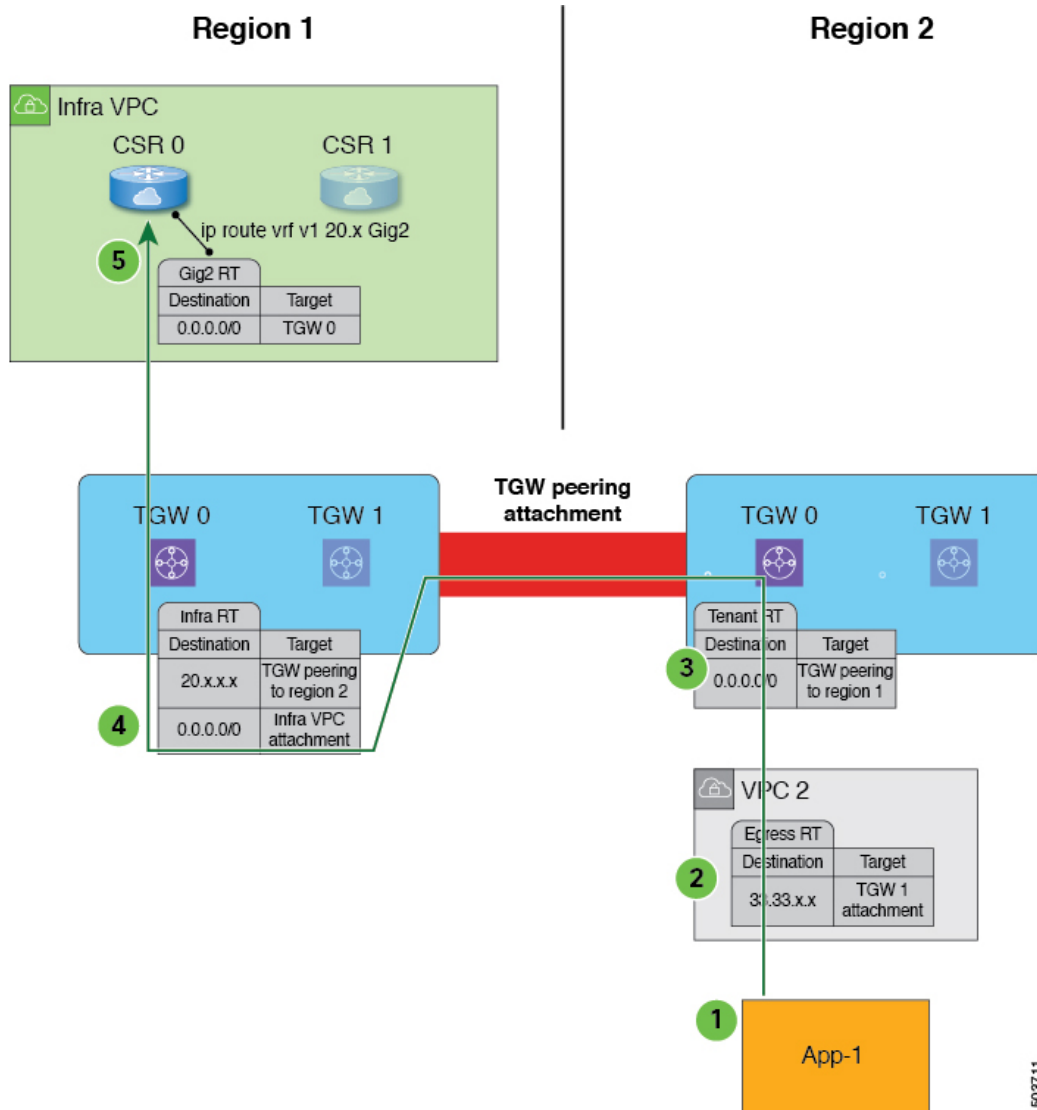 Region 1
Region 2
Infra VPC
CSR 0
CSR 1
ip route vrf v1 20.x Gig2
5
Gig2 RT
Destination Target
0.0.0.0/0 TGW 0
TGW peering
attachment
TGW 0
TGW 1
TGW 0
TGW 1
Infra RT
Destination Target
20.x.x.x TGW peering
to region 2
4
0.0.0.0/0 Infra VPC
attachment
Tenant RT
Destination Target
3
0.0.0.0/0 TGW peering
to region 1
VPC 2
Egress RT
Destination Target
2
33.33.x.x TGW 1
attachment
1
App-1
503711